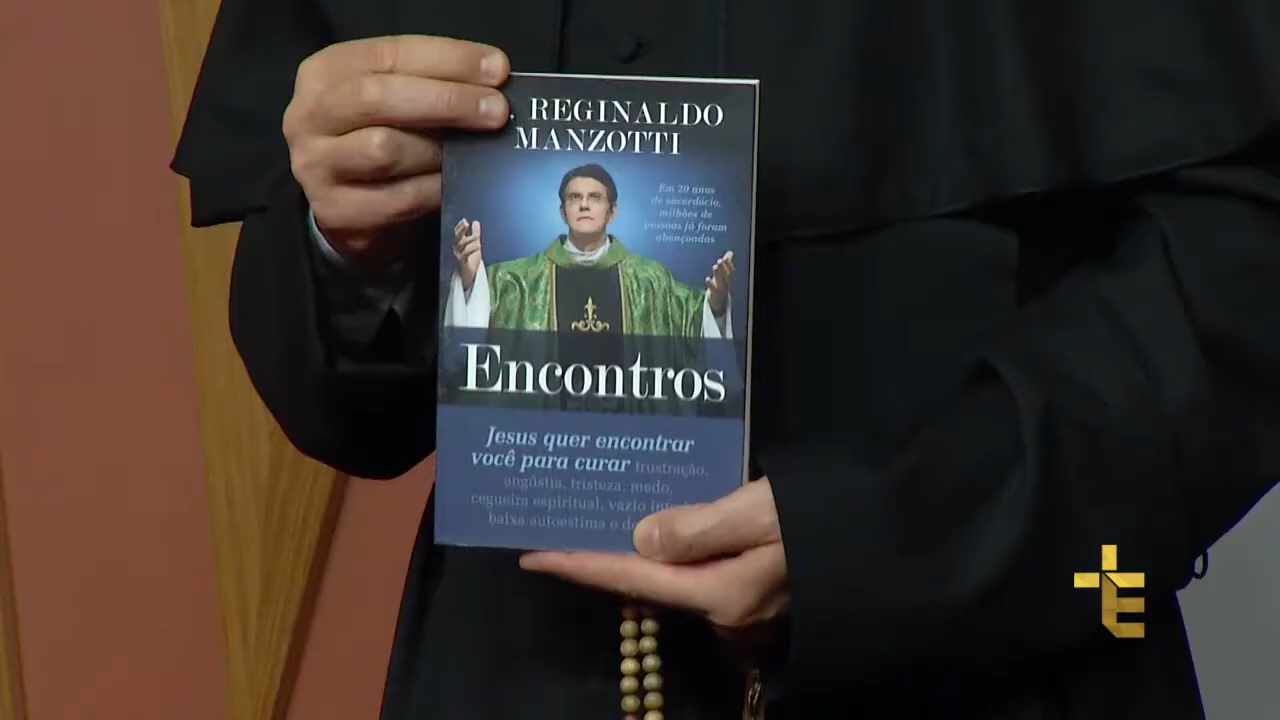 . REGINALDO
MANZOTTI
Em 20 anos
de sacerdócio,
milhões de
pessoas já foram
abençoadas
Encontros
Jesus quer encontrar
você para curar frustração,
angústia, tristeza, medo,
cegueira espiritual, vazio
baixa autoestima e